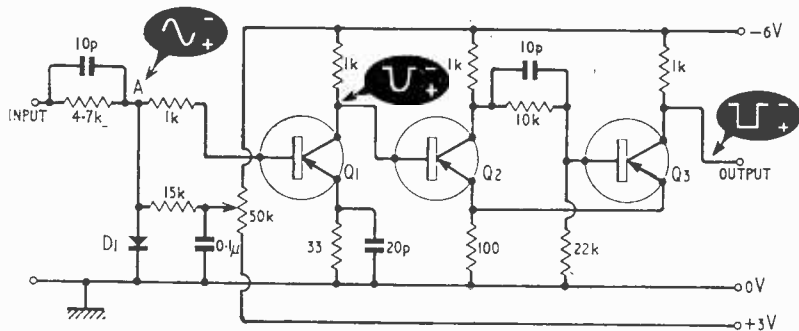 10p
A
−
+
INPUT
4·7k
1k
15k
D1
0·1µ
50k
1k
−
+
Q1
33
20p
1k
Q2
100
10p
10k
22k
1k
Q3
−
+
OUTPUT
−6V
0V
+3V